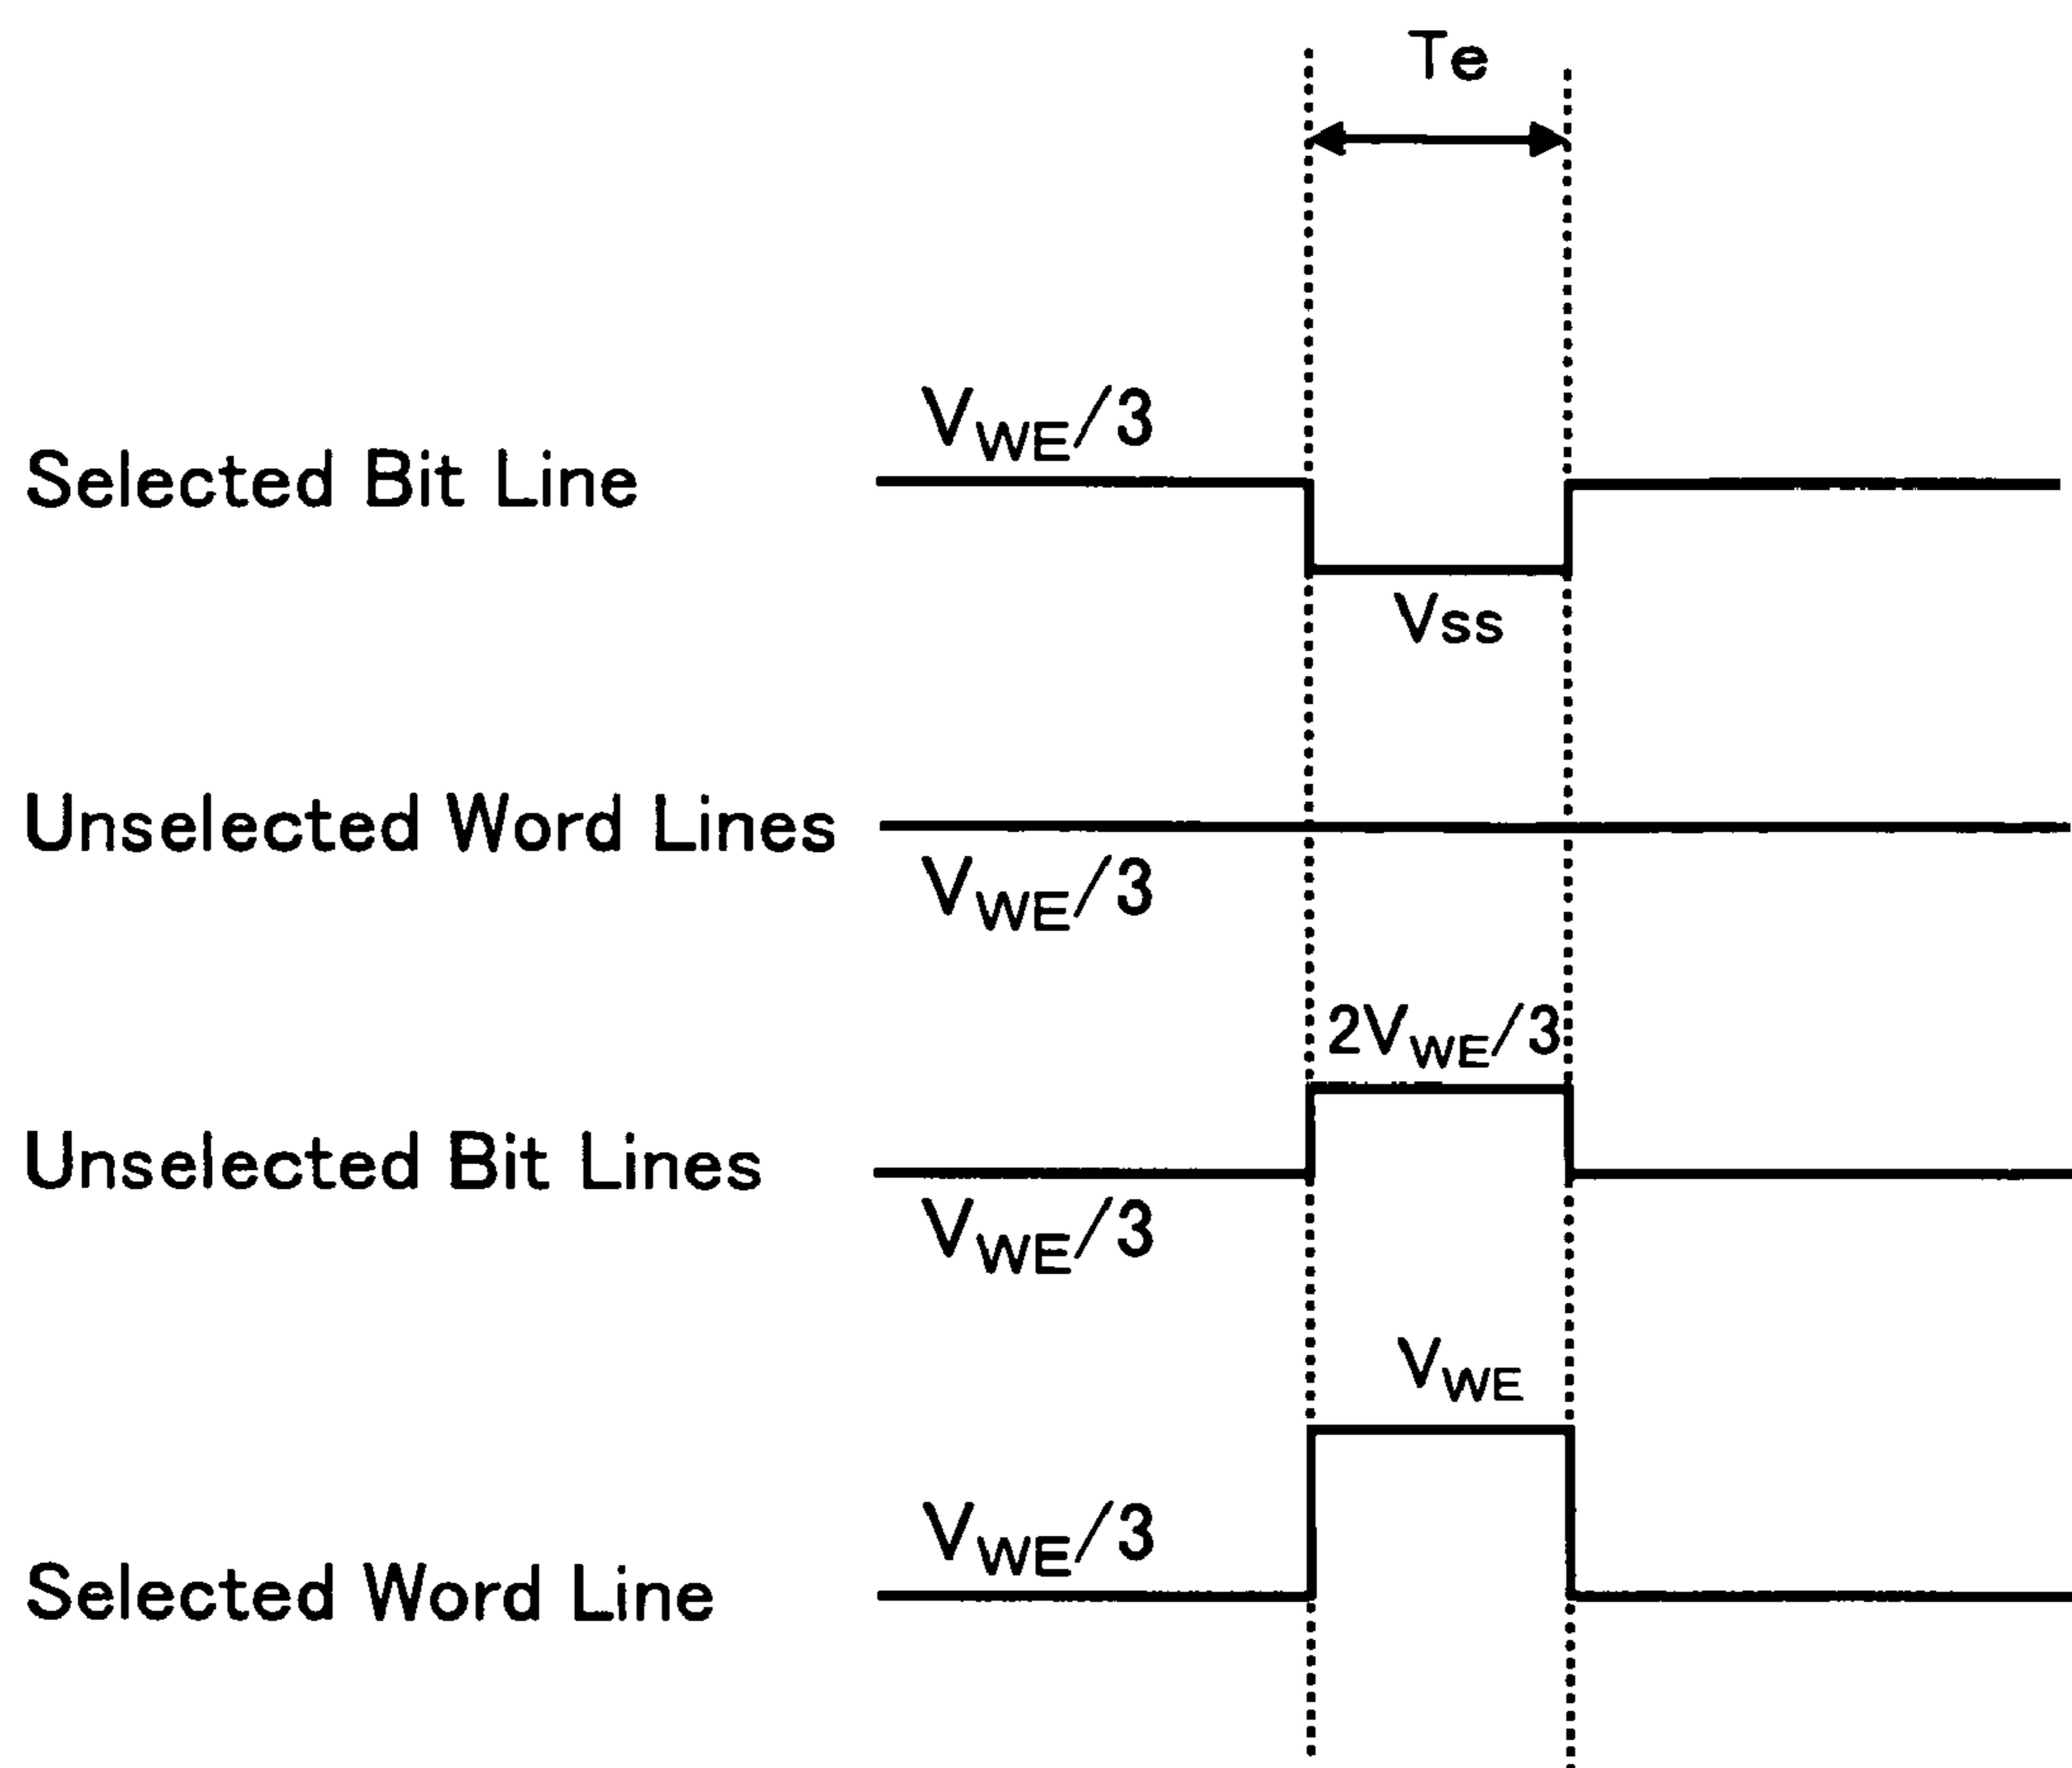 Te
V_WE/3
Selected Bit Line
Vss
Unselected Word Lines
V_WE/3
2V_WE/3
Unselected Bit Lines
V_WE/3
V_WE
V_WE/3
Selected Word Line